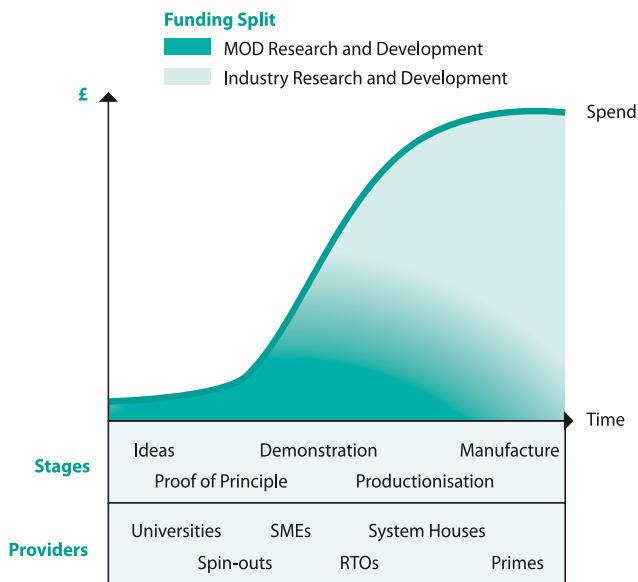 Funding Split
MOD Research and Development
Industry Research and Development
£
Spend
Time
Stages
Ideas Demonstration Manufacture
Proof of Principle Productionisation
Providers
Universities SMEs System Houses
Spin-outs RTOs Primes